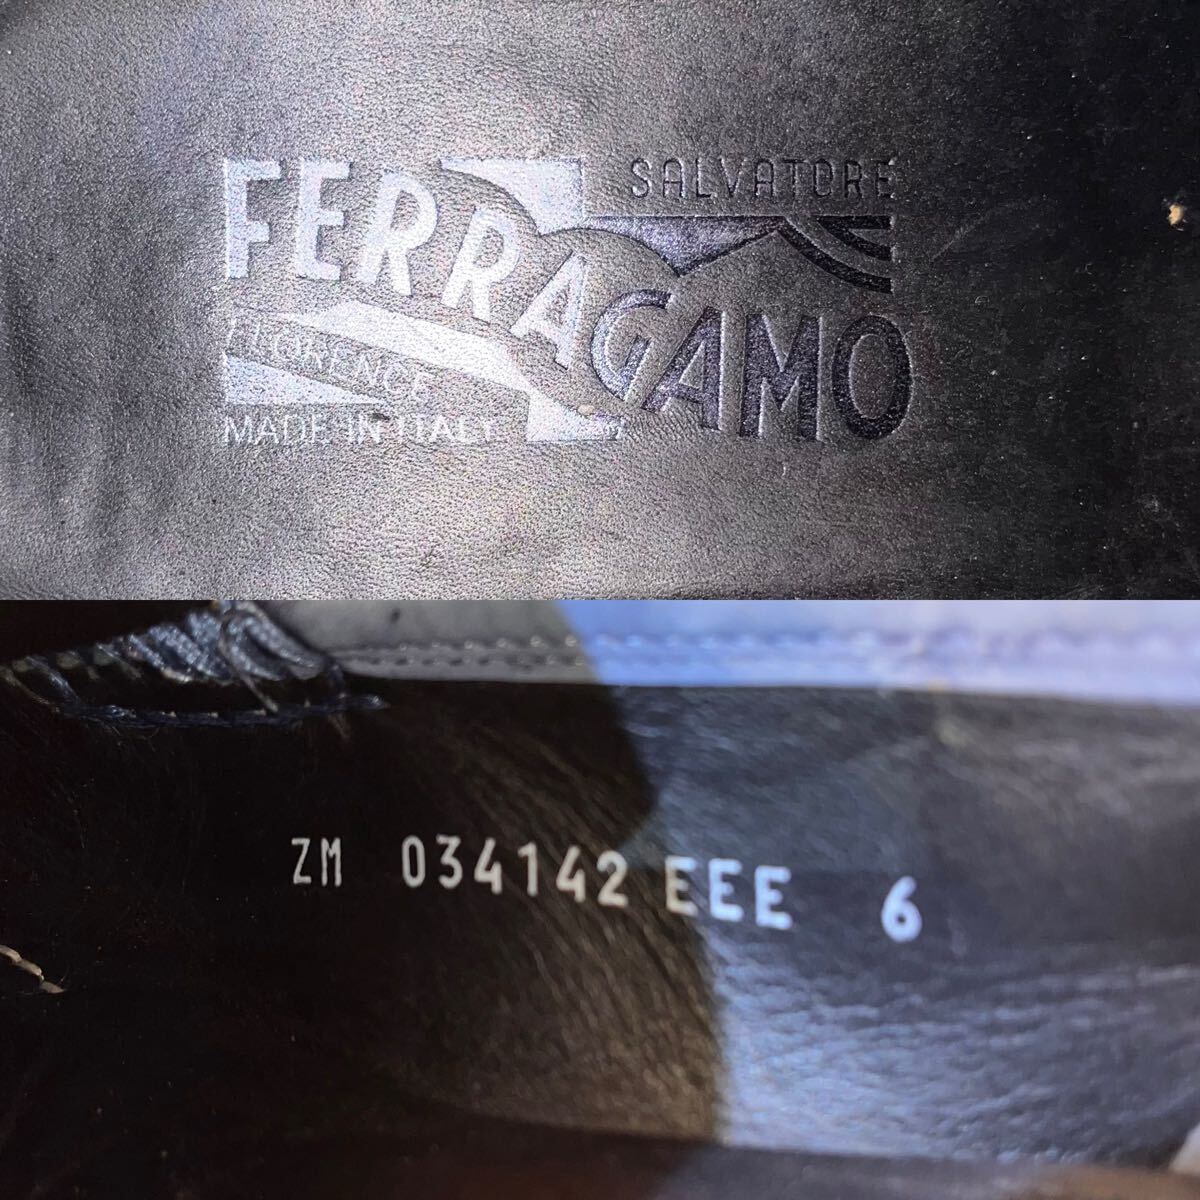 SALVATORE
FERRAGAMO
FLORENCE
MADE IN ITALY
ZM 034142 EEE 6